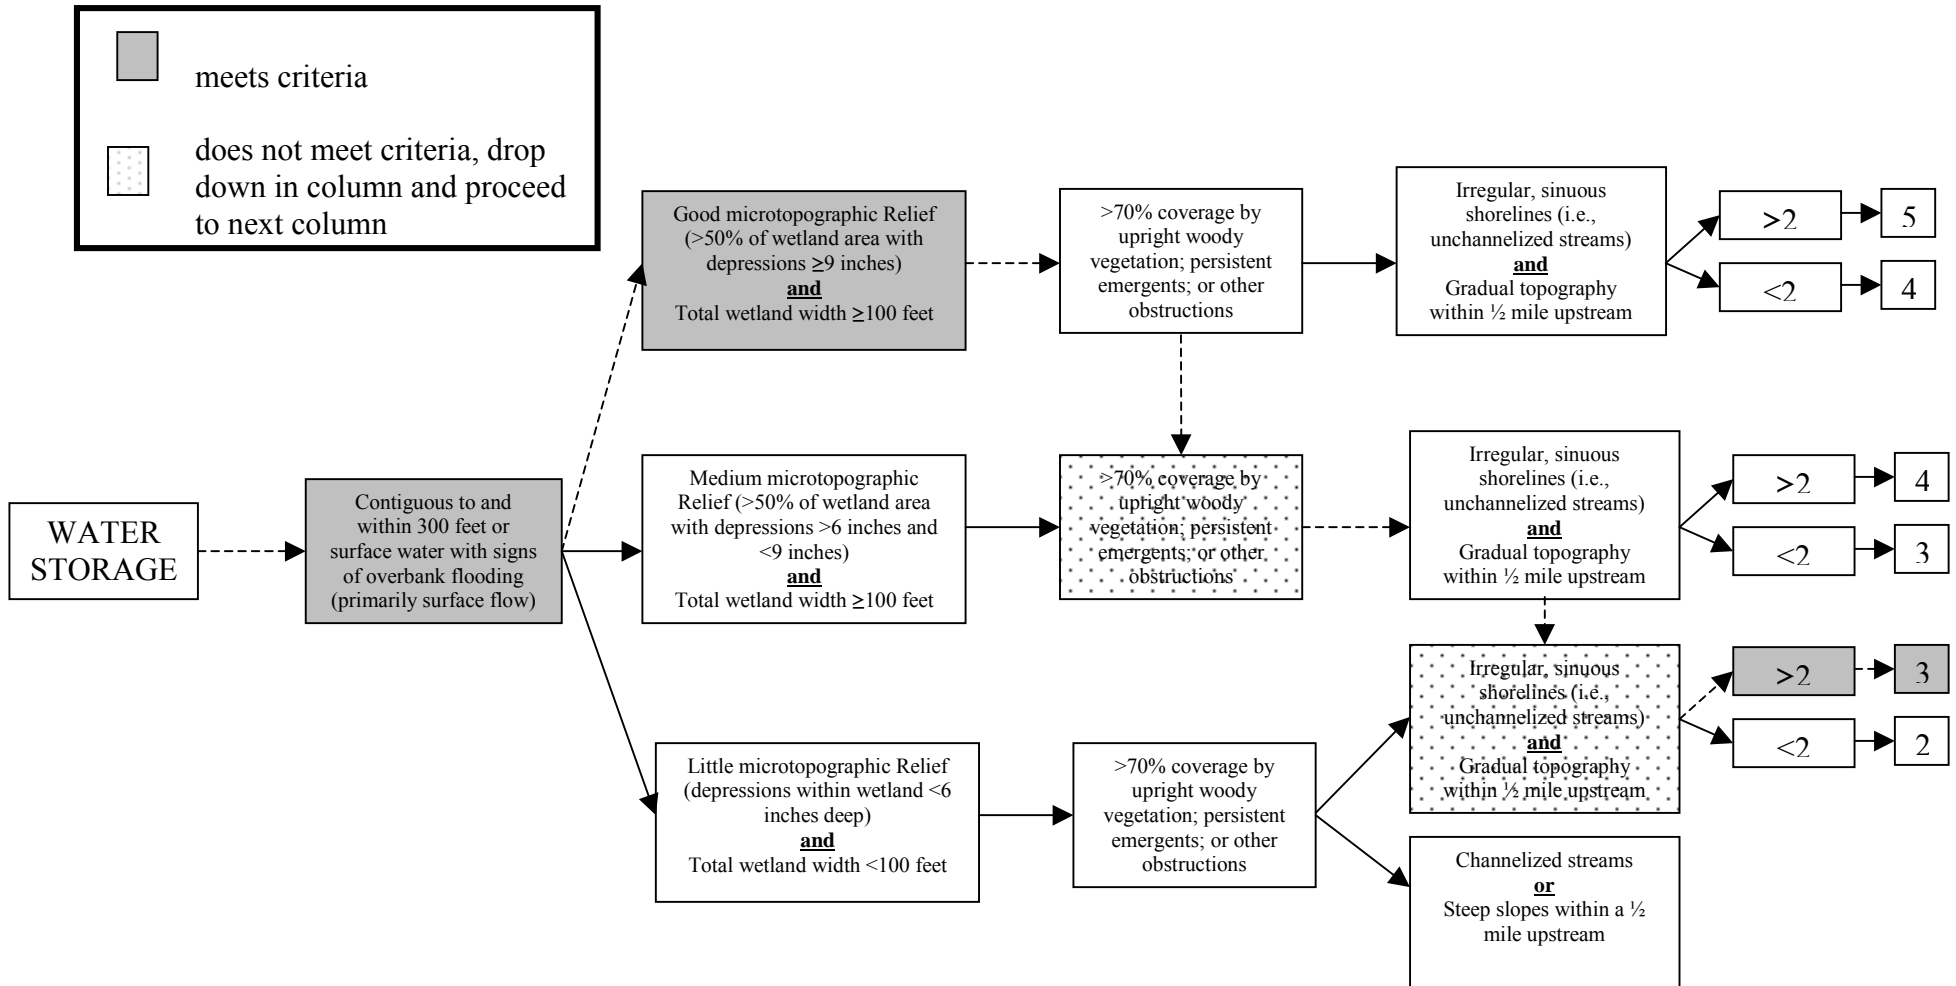 meets criteria
does not meet criteria, drop
down in column and proceed
to next column
WATER
STORAGE
Contiguous to and
within 300 feet or
surface water with signs
of overbank flooding
(primarily surface flow)
Good microtopographic Relief
(>50% of wetland area with
depressions ≥9 inches)
and
Total wetland width ≥100 feet
>70% coverage by
upright woody
vegetation; persistent
emergents; or other
obstructions
Irregular, sinuous
shorelines (i.e.,
unchannelized streams)
and
Gradual topography
within ½ mile upstream
>2
5
<2
4
Medium microtopographic
Relief (>50% of wetland area
with depressions >6 inches and
<9 inches)
and
Total wetland width ≥100 feet
>70% coverage by
upright woody
vegetation; persistent
emergents; or other
obstructions
Irregular, sinuous
shorelines (i.e.,
unchannelized streams)
and
Gradual topography
within ½ mile upstream
>2
4
<2
3
Little microtopographic Relief
(depressions within wetland <6
inches deep)
and
Total wetland width <100 feet
>70% coverage by
upright woody
vegetation; persistent
emergents; or other
obstructions
Irregular, sinuous
shorelines (i.e.,
unchannelized streams)
and
Gradual topography
within ½ mile upstream
>2
3
<2
2
Channelized streams
or
Steep slopes within a ½
mile upstream